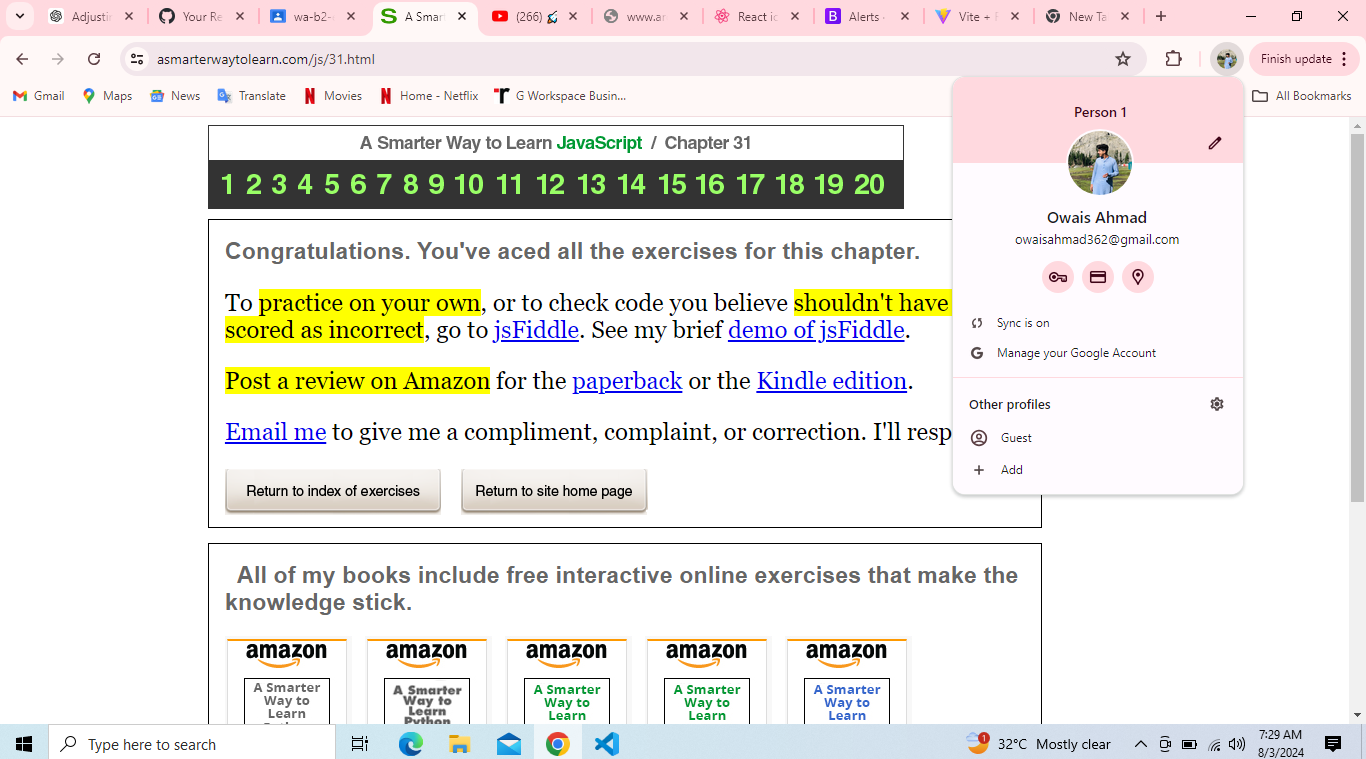 Adjustin
Your Re
wa-b2-
A Smar
(266)
www.ar
React ic
Alerts
Vite + F
New Ta
asmarterwaytolearn.com/js/31.html
Finish update
Gmail
Maps
News
Translate
Movies
Home - Netflix
G Workspace Busin...
All Bookmarks
A Smarter Way to Learn JavaScript / Chapter 31
1 2 3 4 5 6 7 8 9 10 11 12 13 14 15 16 17 18 19 20
Congratulations. You've aced all the exercises for this chapter.
To practice on your own, or to check code you believe shouldn't have
scored as incorrect, go to jsFiddle. See my brief demo of jsFiddle.
Post a review on Amazon for the paperback or the Kindle edition.
Email me to give me a compliment, complaint, or correction. I'll resp
Return to index of exercises
Return to site home page
Person 1
Owais Ahmad
owaisahmad362@gmail.com
Sync is on
Manage your Google Account
Other profiles
Guest
Add
All of my books include free interactive online exercises that make the
knowledge stick.
amazon
A Smarter
Way to
Learn
amazon
A Smarter
Way to
Learn
Python
amazon
A Smarter
Way to
Learn
amazon
A Smarter
Way to
Learn
amazon
A Smarter
Way to
Learn
Type here to search
1
32°C Mostly clear
7:29 AM
8/3/2024